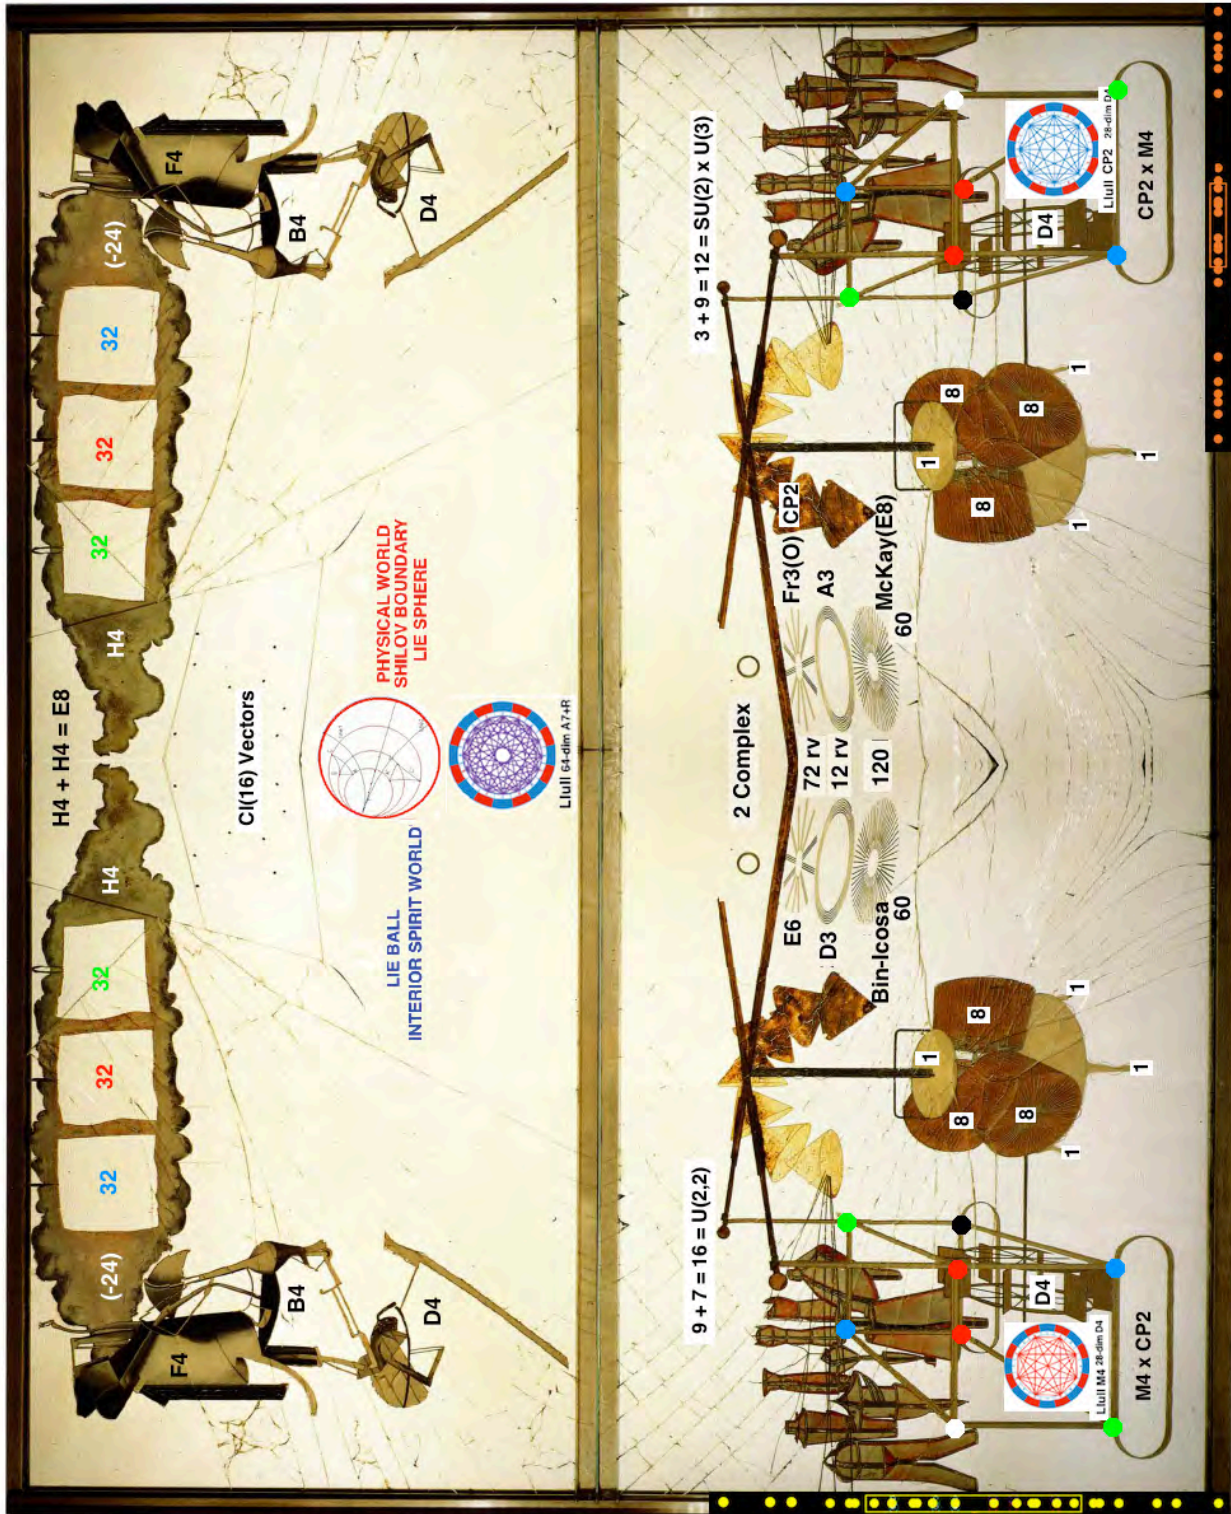 H4 + H4 = E8
(-24) 32 32 32 H4 H4 32 32 32 (-24)
F4 F4
Cl(16) Vectors
B4 B4
LIE BALL
INTERIOR SPIRIT WORLD
PHYSICAL WORLD
SHILOV BOUNDARY
LIE SPHERE
D4 D4
Llull 64-dim A7+R
9 + 7 = 16 = U(2,2)
3 + 9 = 12 = SU(2) x U(3)
2 Complex
CP2
E6 72 rv Fr3(O)
D3 12 rv A3
Bin-Icosa 120 McKay(E8)
60 60
1 1
8 8 8 8
8 8
1 1 1 1
1 1
D4 D4
Llull M4 28-dim D4
Llull CP2 28-dim D4
M4 x CP2
CP2 x M4